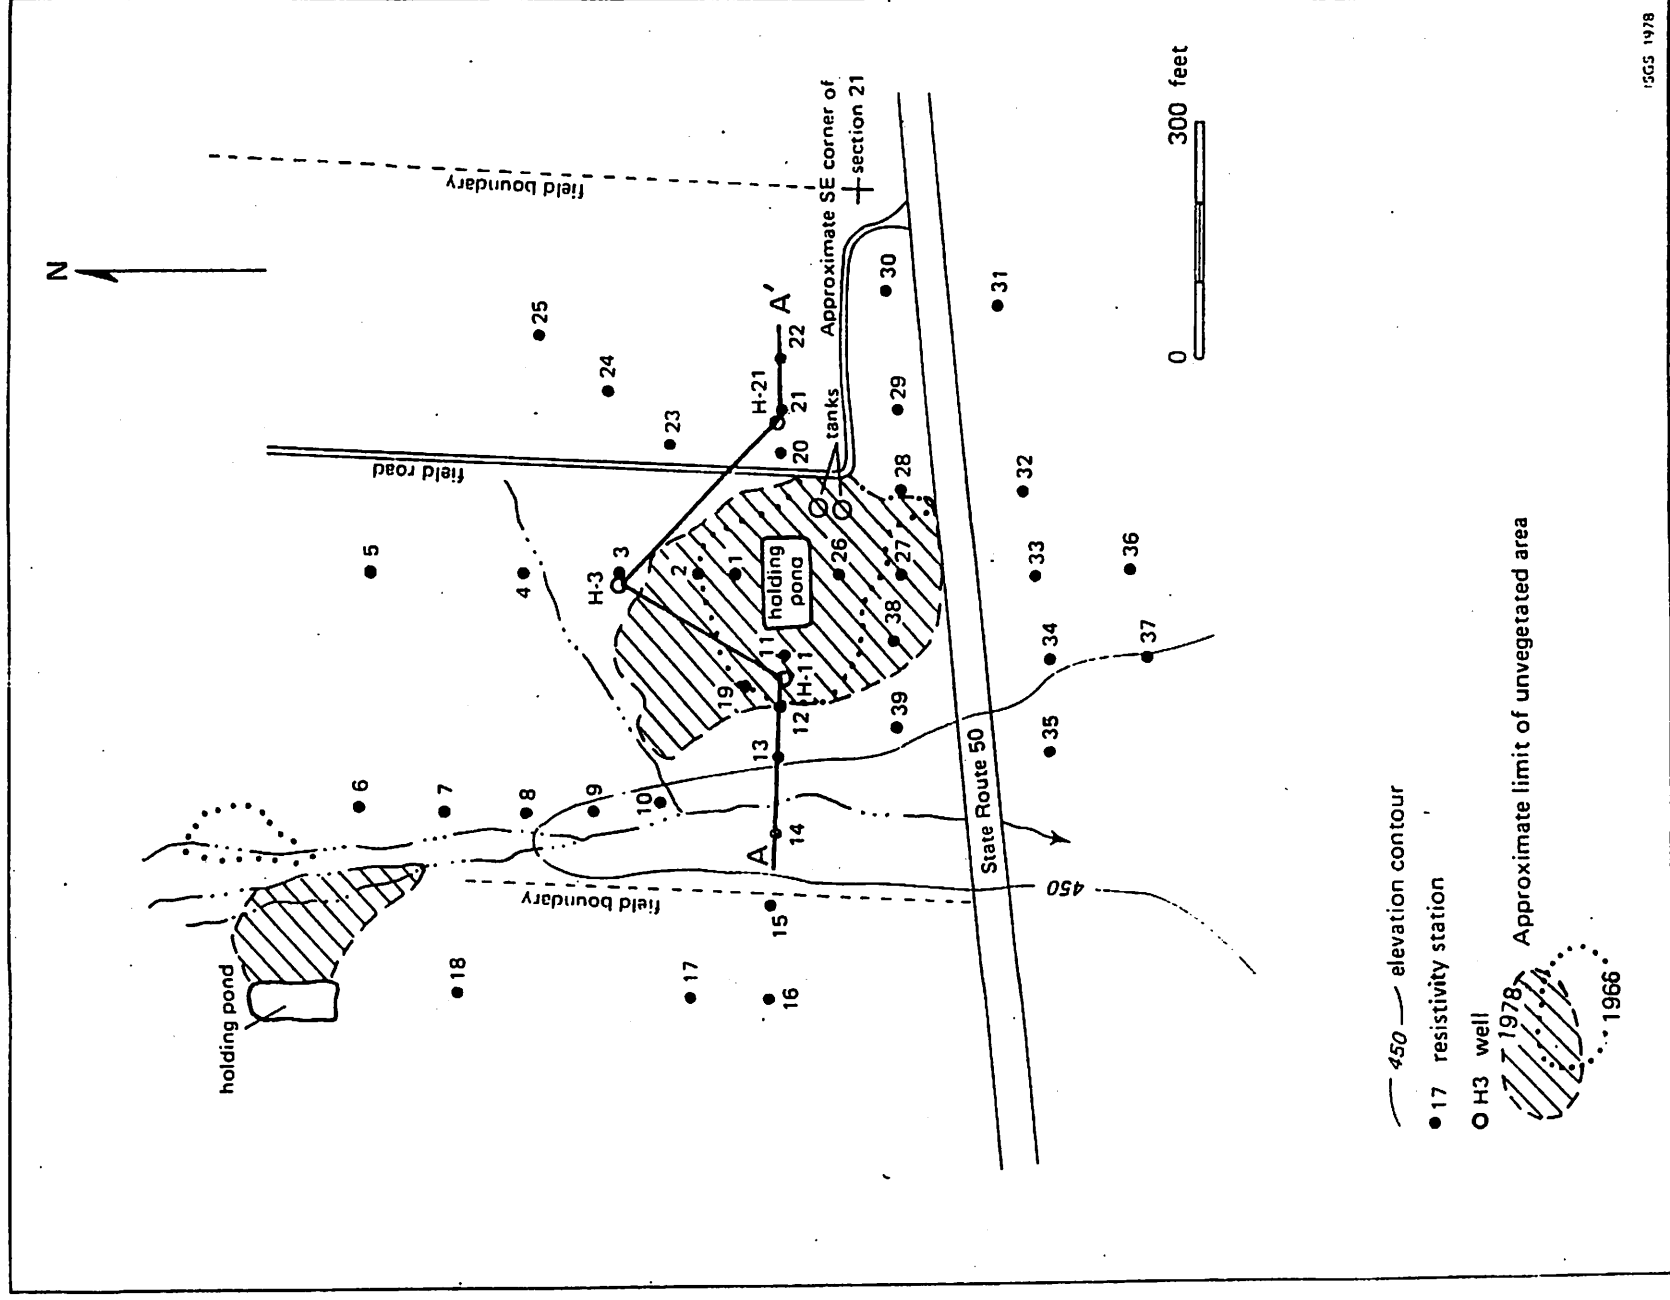 N
field boundary
25
24
23
field road
5
4
3
H-3
2
1
holding
pona
A'
22
H-21
21
20
Approximate SE corner of
section 21
tanks
30
31
29
28
32
26
27
38
33
36
34
37
35
39
11
H-11
19
12
13
14
A
10
9
8
7
6
field boundary
15
16
17
18
holding pond
State Route 50
450
0
300 feet
450 elevation contour
17 resistivity station
H3 well
1978
1966
Approximate limit of unvegetated area
ISGS 1978